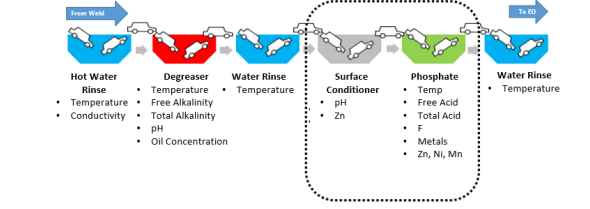 From Weld
To ED
Hot Water
Rinse
• Temperature
• Conductivity
Degreaser
• Temperature
• Free Alkalinity
• Total Alkalinity
• pH
• Oil Concentration
Water Rinse
• Temperature
Surface
Conditioner
• pH
• Zn
Phosphate
• Temp
• Free Acid
• Total Acid
• F
• Metals
• Zn, Ni, Mn
Water Rinse
• Temperature